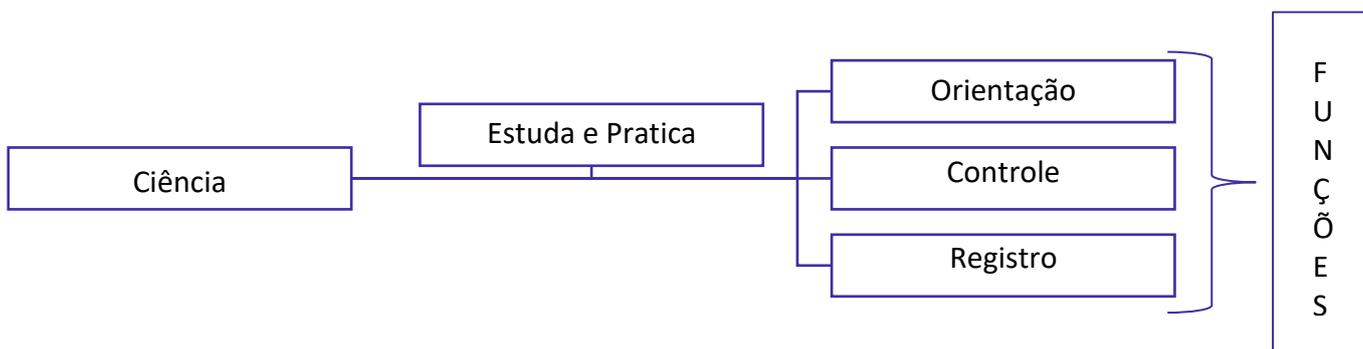 Ciência
Estuda e Pratica
Orientação
Controle
Registro
F
U
N
Ç
Õ
E
S